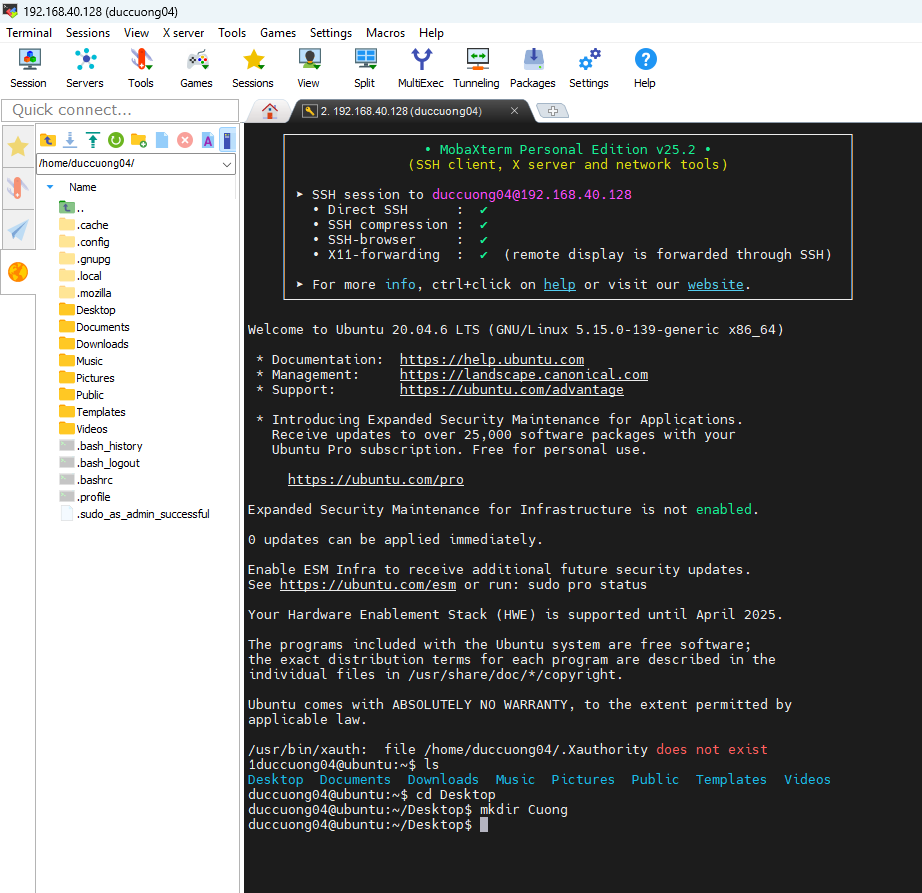 192.168.40.128 (duccuong04)
Terminal Sessions View X server Tools Games Settings Macros Help
Session Servers Tools Games Sessions View Split MultiExec Tunneling Packages Settings Help
Quick connect...
2. 192.168.40.128 (duccuong04)
/home/duccuong04/
Name
..
.cache
.config
.gnupg
.local
.mozilla
Desktop
Documents
Downloads
Music
Pictures
Public
Templates
Videos
.bash_history
.bash_logout
.bashrc
.profile
.sudo_as_admin_successful
• MobaXterm Personal Edition v25.2 •
(SSH client, X server and network tools)
➤ SSH session to duccuong04@192.168.40.128
• Direct SSH : ✔
• SSH compression : ✔
• SSH-browser : ✔
• X11-forwarding : ✔ (remote display is forwarded through SSH)
➤ For more info, ctrl+click on help or visit our website.
Welcome to Ubuntu 20.04.6 LTS (GNU/Linux 5.15.0-139-generic x86_64)
* Documentation: https://help.ubuntu.com
* Management: https://landscape.canonical.com
* Support: https://ubuntu.com/advantage
* Introducing Expanded Security Maintenance for Applications.
Receive updates to over 25,000 software packages with your
Ubuntu Pro subscription. Free for personal use.
https://ubuntu.com/pro
Expanded Security Maintenance for Infrastructure is not enabled.
0 updates can be applied immediately.
Enable ESM Infra to receive additional future security updates.
See https://ubuntu.com/esm or run: sudo pro status
Your Hardware Enablement Stack (HWE) is supported until April 2025.
The programs included with the Ubuntu system are free software;
the exact distribution terms for each program are described in the
individual files in /usr/share/doc/*/copyright.
Ubuntu comes with ABSOLUTELY NO WARRANTY, to the extent permitted by
applicable law.
/usr/bin/xauth:  file /home/duccuong04/.Xauthority does not exist
1duccuong04@ubuntu:~$ ls
Desktop Documents Downloads Music Pictures Public Templates Videos
duccuong04@ubuntu:~$ cd Desktop
duccuong04@ubuntu:~/Desktop$ mkdir Cuong
duccuong04@ubuntu:~/Desktop$